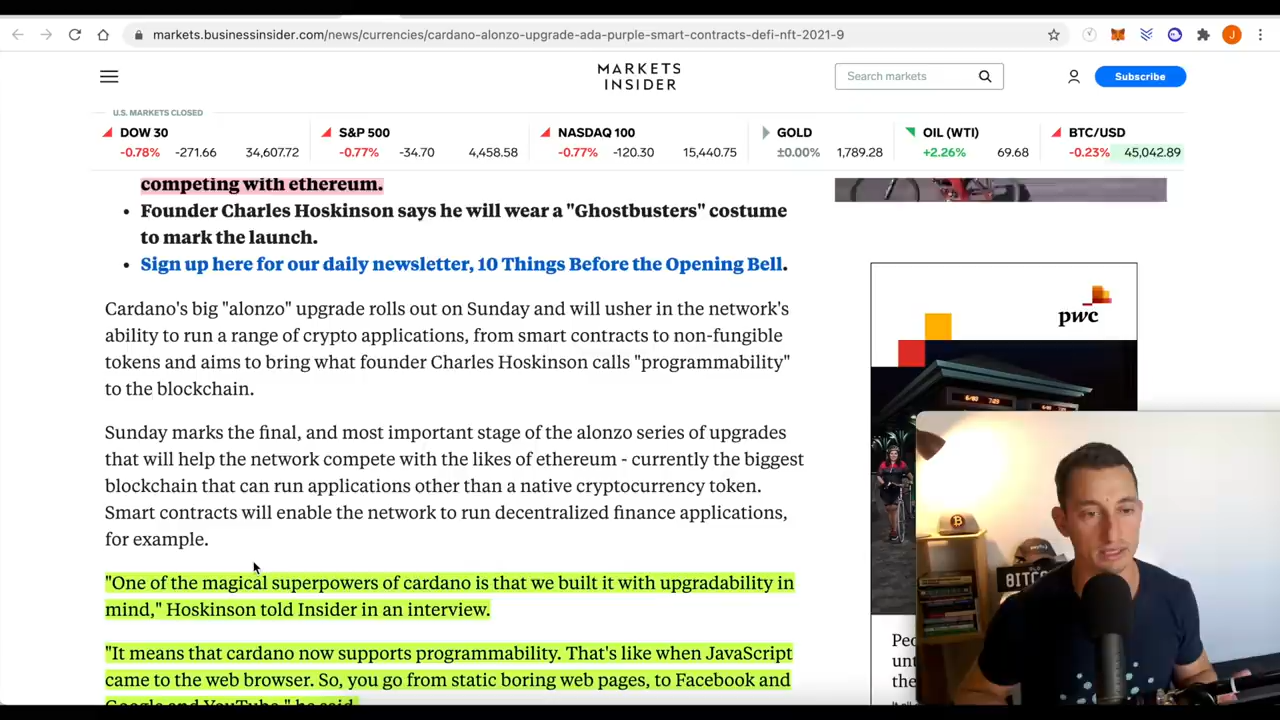 markets.businessinsider.com/news/currencies/cardano-alonzo-upgrade-ada-purple-smart-contracts-defi-nft-2021-9
J
MARKETS
INSIDER
Search markets
Subscribe
U.S. MARKETS CLOSED
DOW 30
-0.78% -271.66 34,607.72
S&P 500
-0.77% -34.70 4,458.58
NASDAQ 100
-0.77% -120.30 15,440.75
GOLD
±0.00% 1,789.28
OIL (WTI)
+2.26% 69.68
BTC/USD
-0.23% 45,042.89
competing with ethereum.
• Founder Charles Hoskinson says he will wear a "Ghostbusters" costume
to mark the launch.
• Sign up here for our daily newsletter, 10 Things Before the Opening Bell.
Cardano's big "alonzo" upgrade rolls out on Sunday and will usher in the network's
ability to run a range of crypto applications, from smart contracts to non-fungible
tokens and aims to bring what founder Charles Hoskinson calls "programmability"
to the blockchain.
Sunday marks the final, and most important stage of the alonzo series of upgrades
that will help the network compete with the likes of ethereum - currently the biggest
blockchain that can run applications other than a native cryptocurrency token.
Smart contracts will enable the network to run decentralized finance applications,
for example.
"One of the magical superpowers of cardano is that we built it with upgradability in
mind," Hoskinson told Insider in an interview.
"It means that cardano now supports programmability. That's like when JavaScript
came to the web browser. So, you go from static boring web pages, to Facebook and
Google and YouTube," he said.
pwc